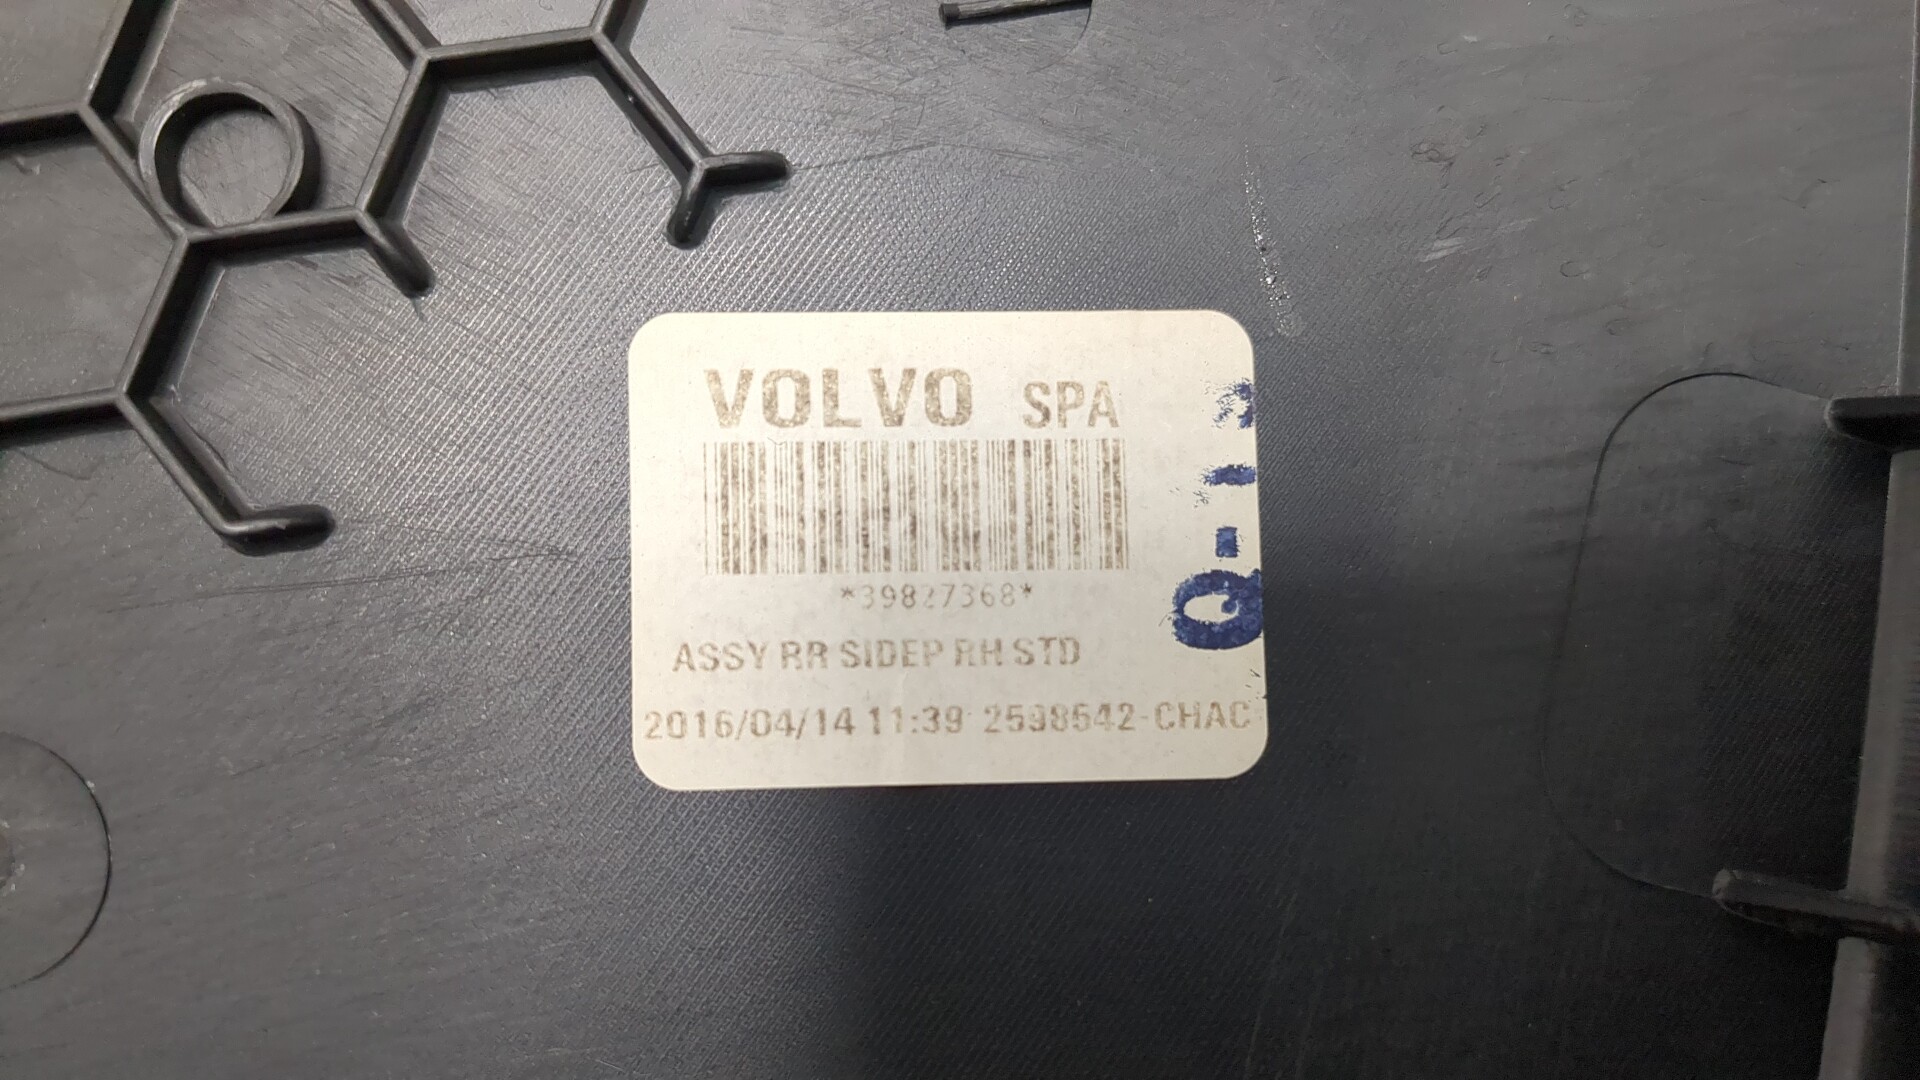 VOLVO SPA
*39827368*
ASSY RR SIDEP RH STD
2016/04/14 11:39 2598542-CHAC